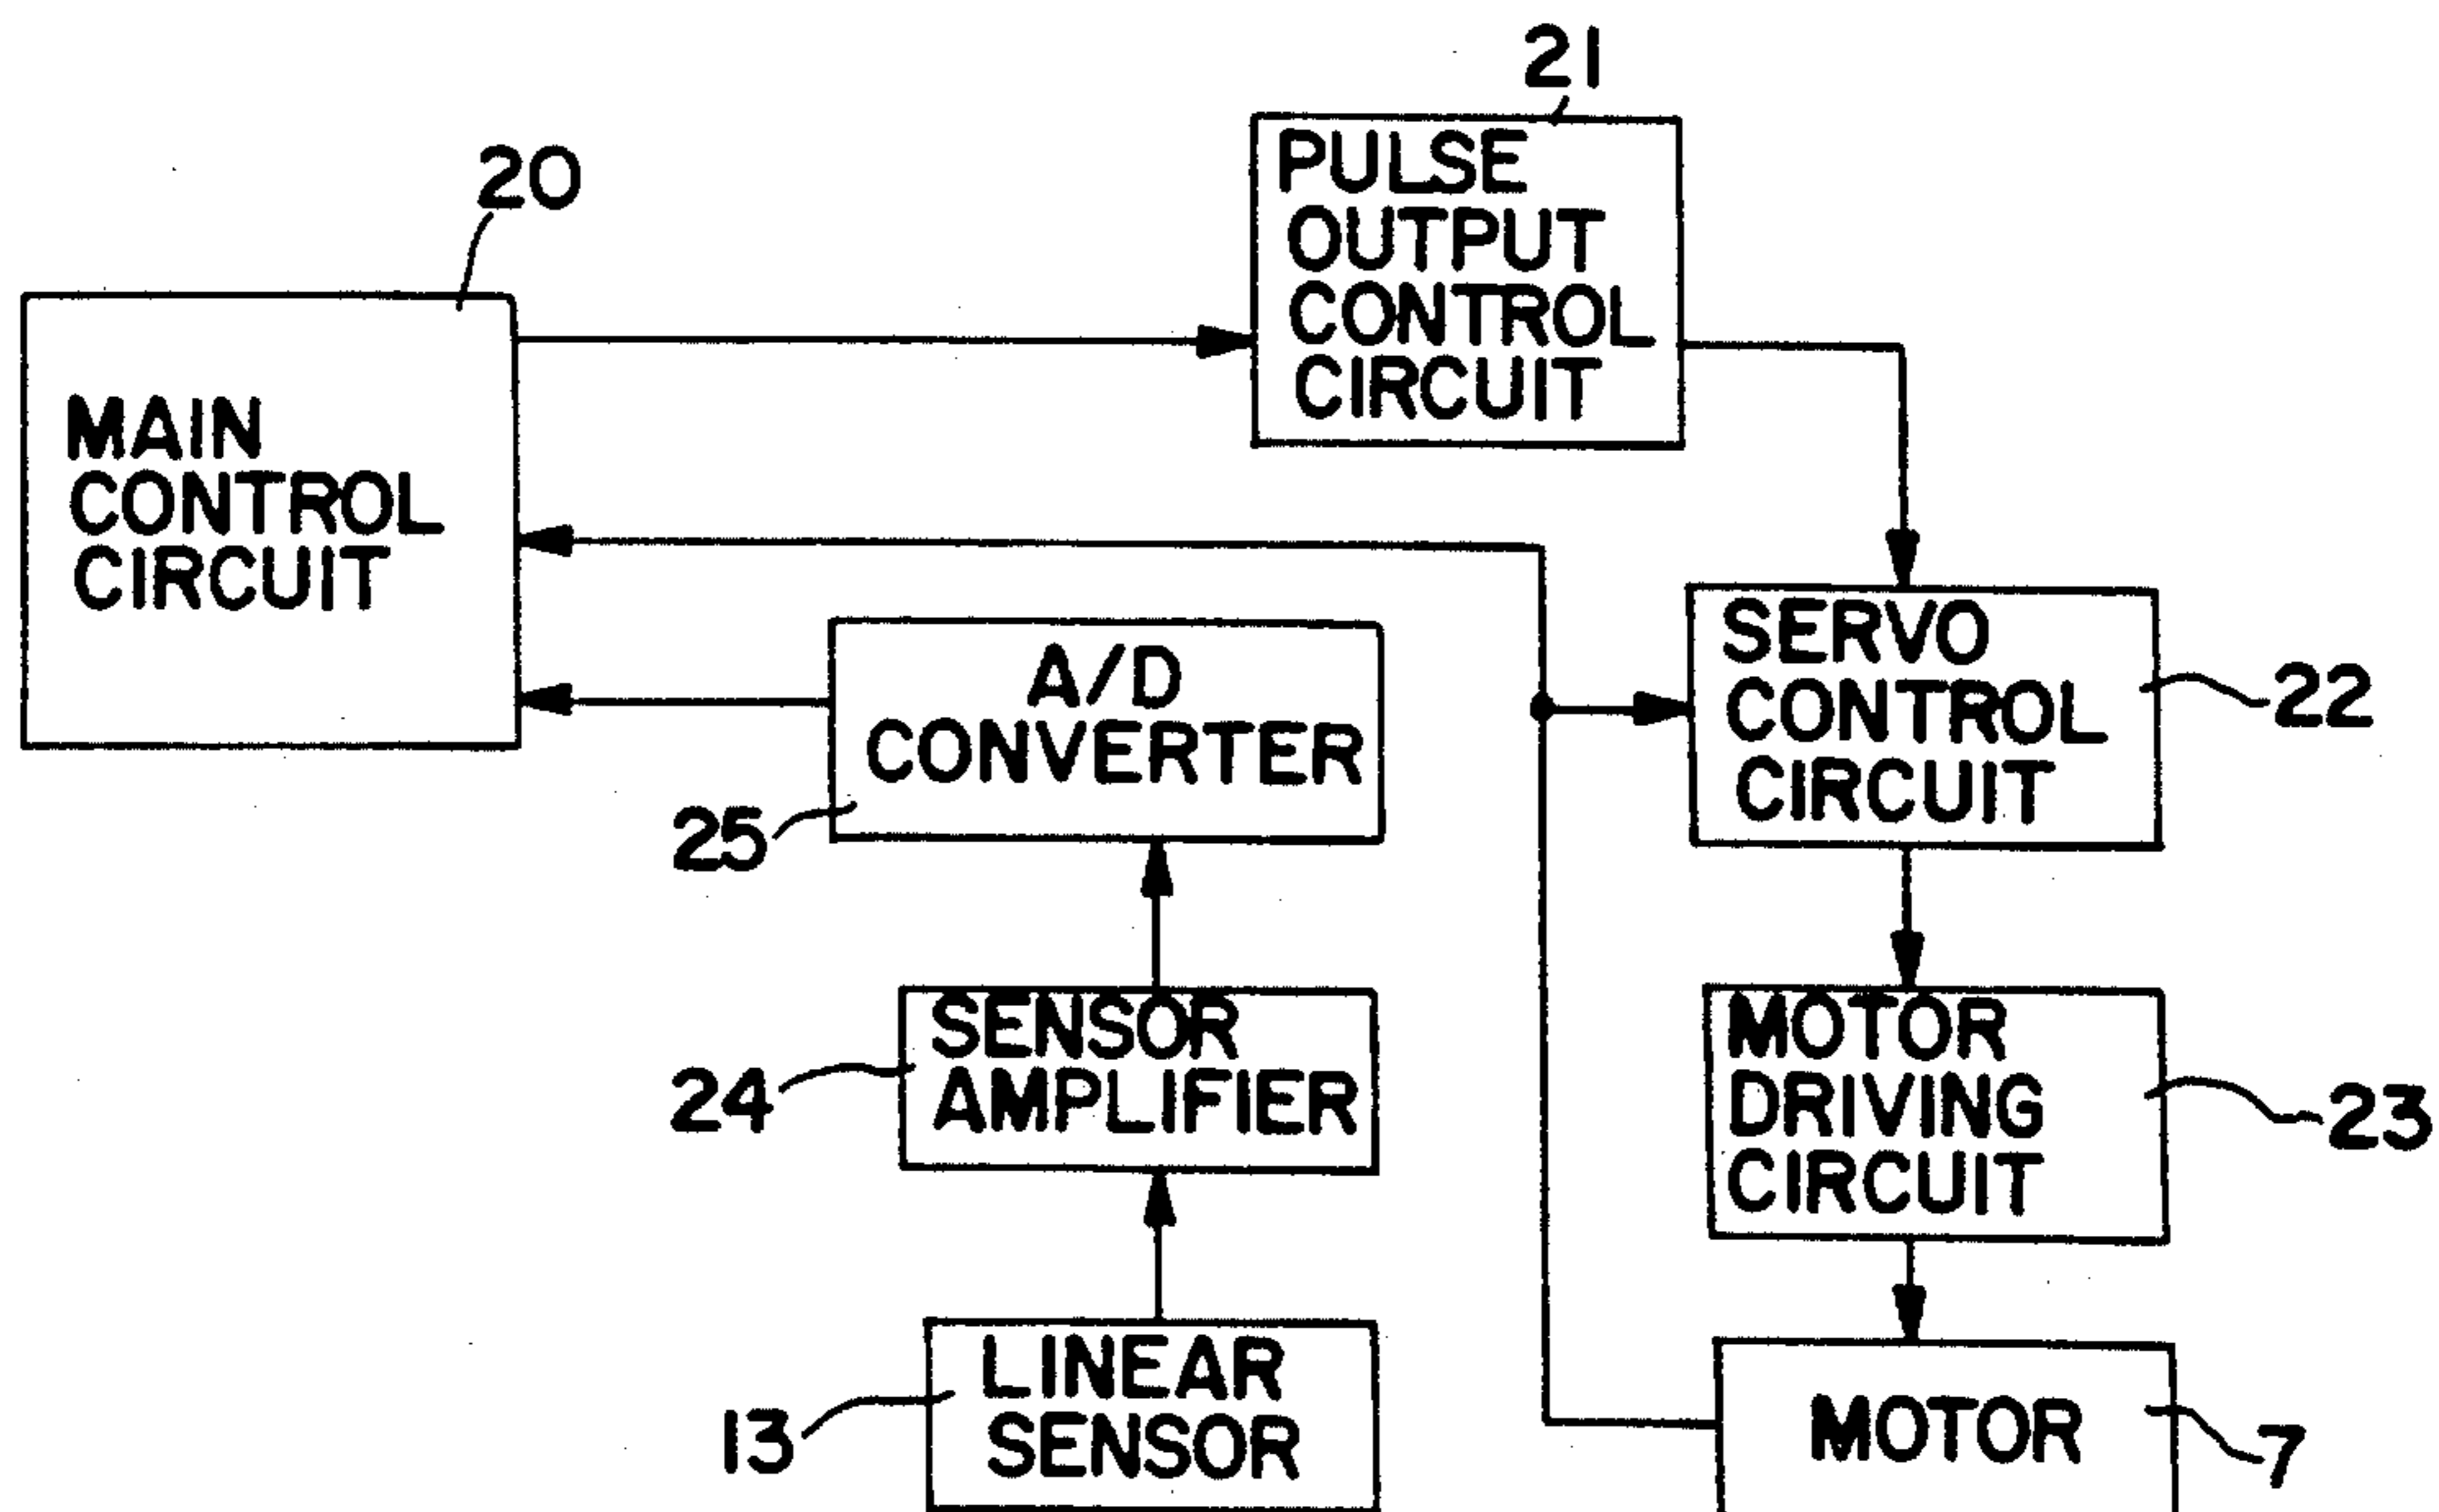 21
20
PULSE
OUTPUT
CONTROL
CIRCUIT
MAIN
CONTROL
CIRCUIT
SERVO
CONTROL
CIRCUIT
22
A/D
CONVERTER
25
SENSOR
AMPLIFIER
24
MOTOR
DRIVING
CIRCUIT
23
LINEAR
SENSOR
13
MOTOR
7